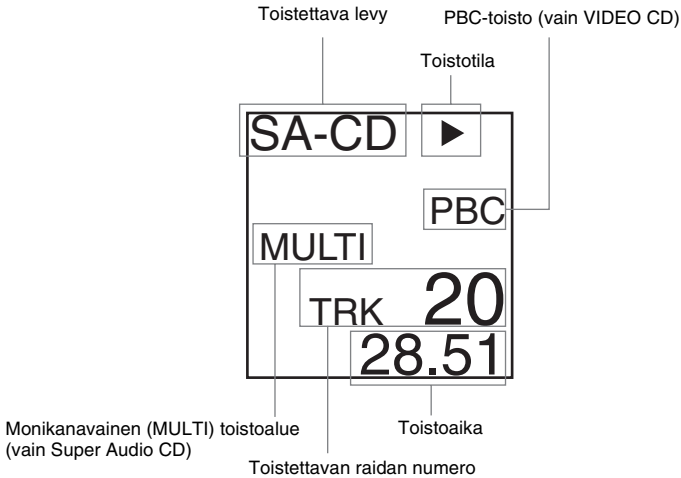 Toistettava levy
PBC-toisto (vain VIDEO CD)
Toistotila
SA-CD
PBC
MULTI
TRK 20
28.51
Monikanavainen (MULTI) toistoalue
(vain Super Audio CD)
Toistoaika
Toistettavan raidan numero